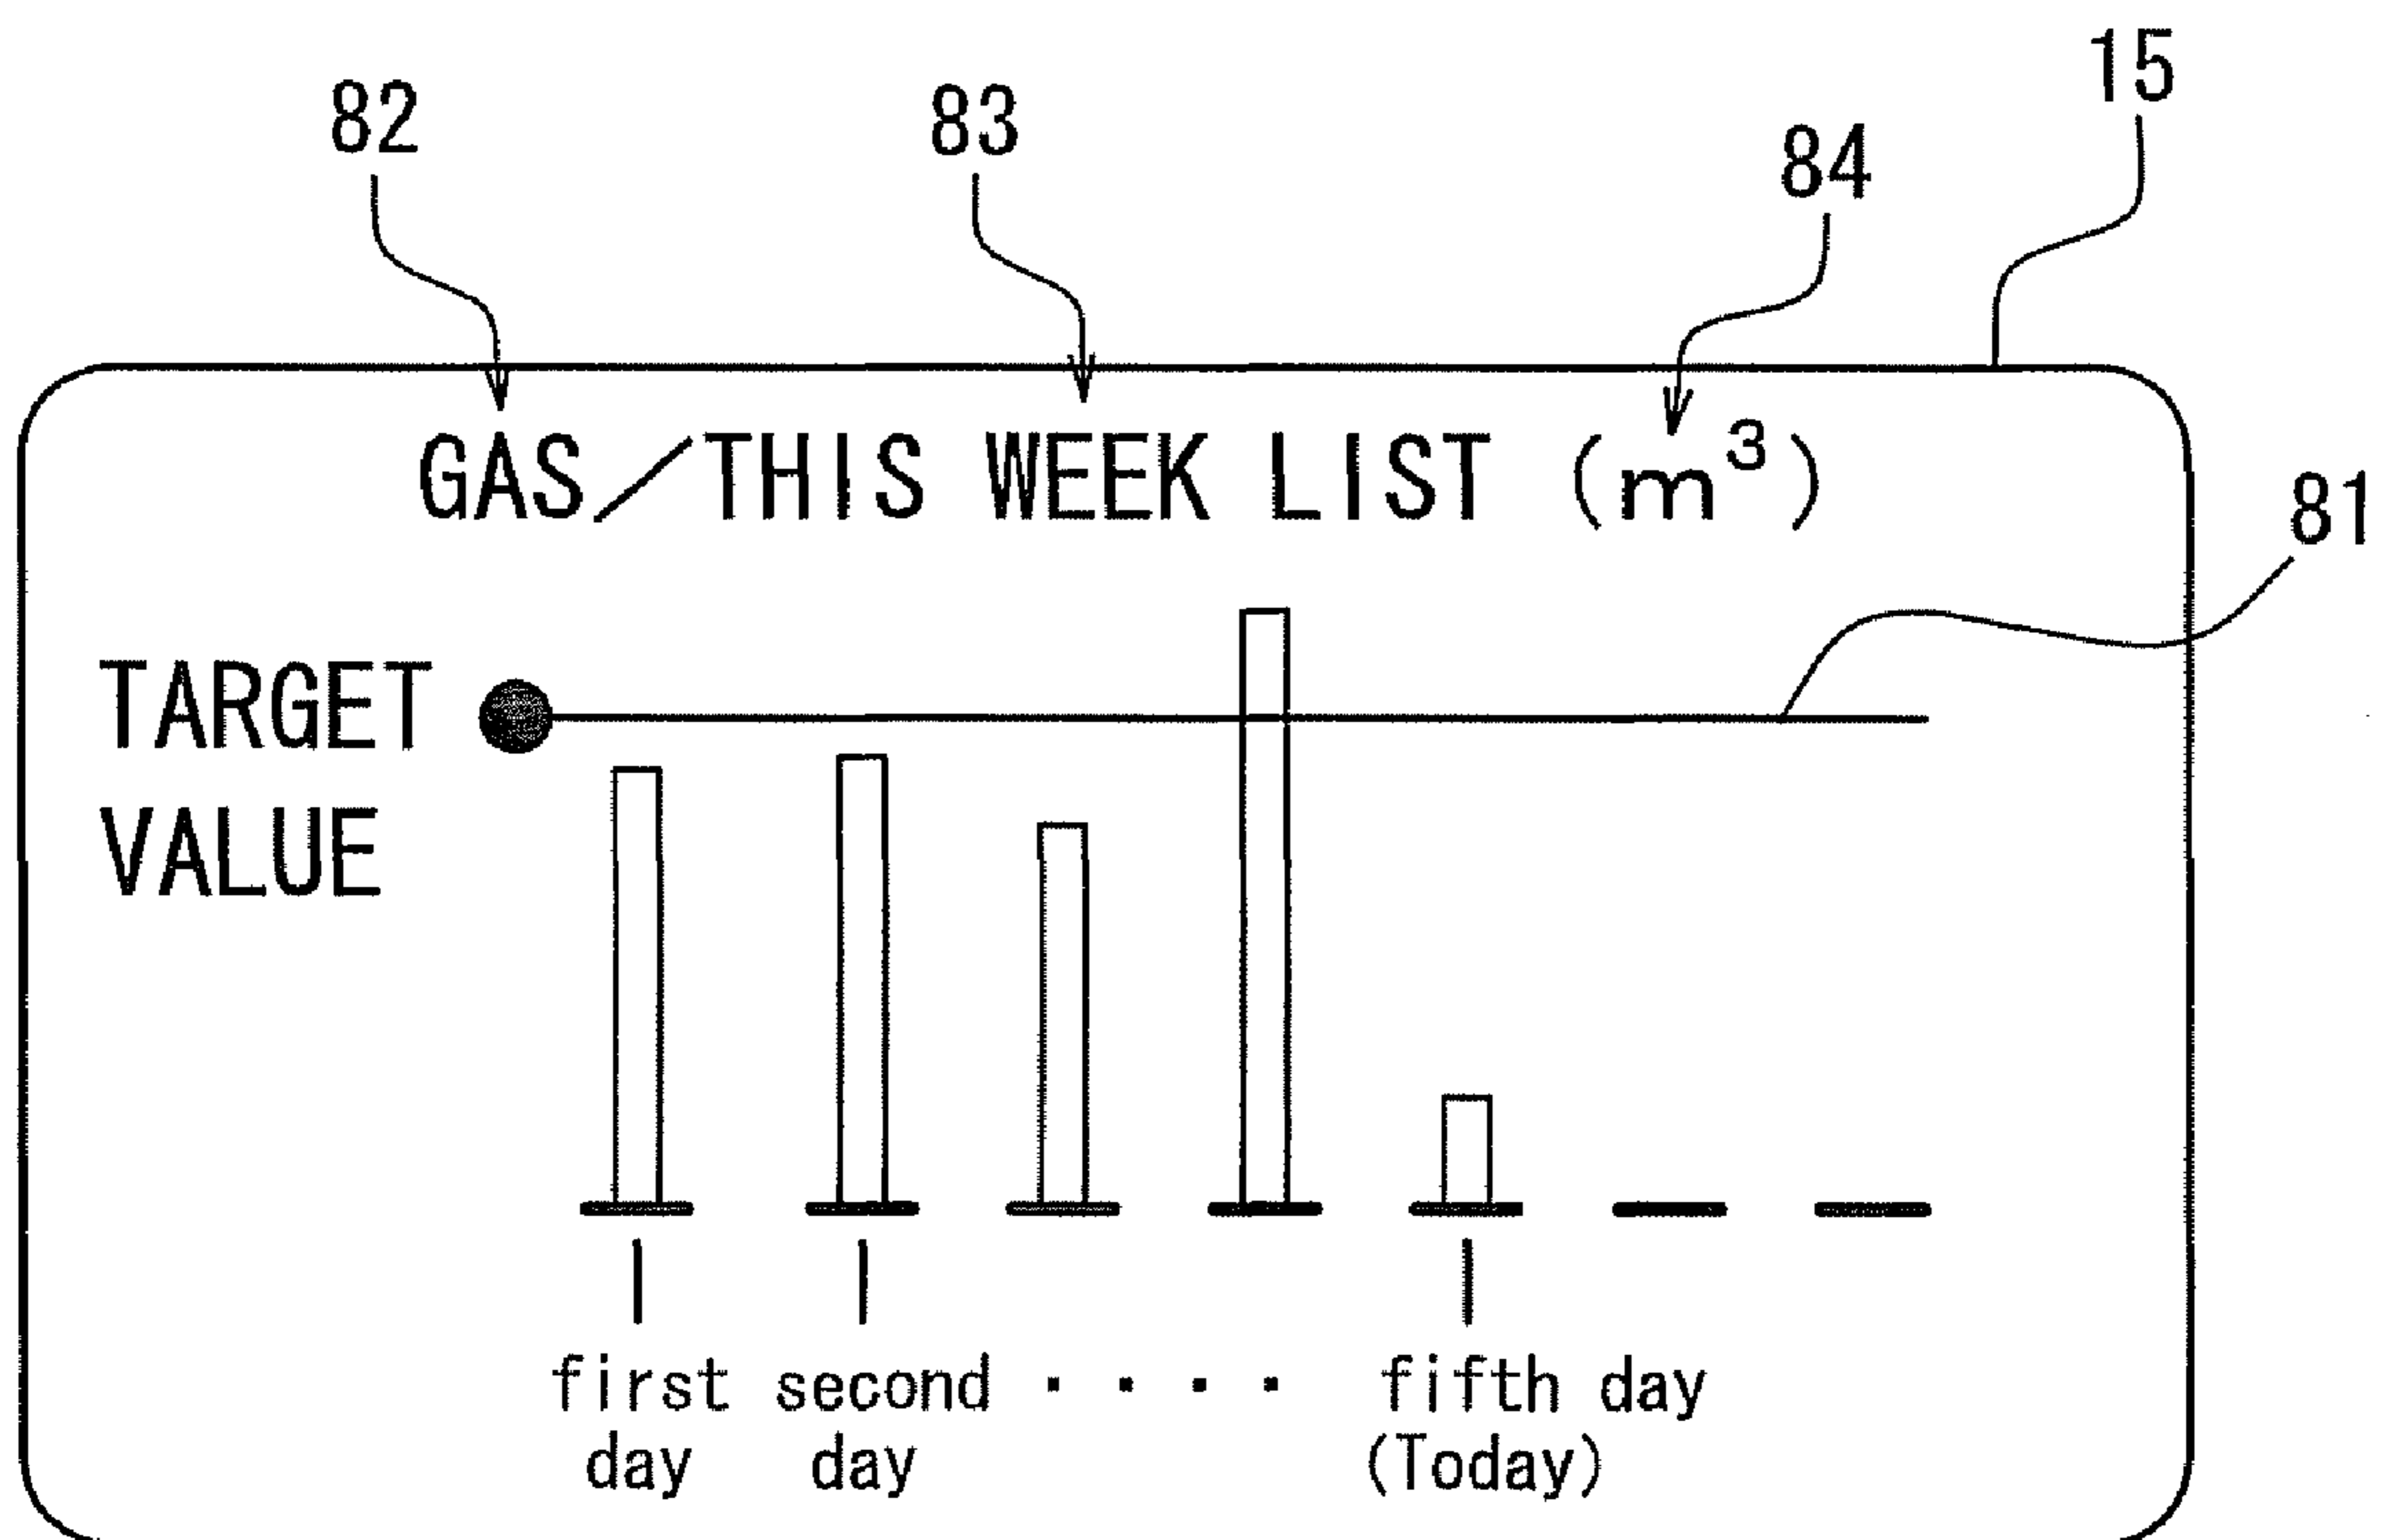 15
82
83
84
GAS/THIS WEEK LIST (m³)
81
TARGET
VALUE
first second · · · · fifth day
day day (Today)